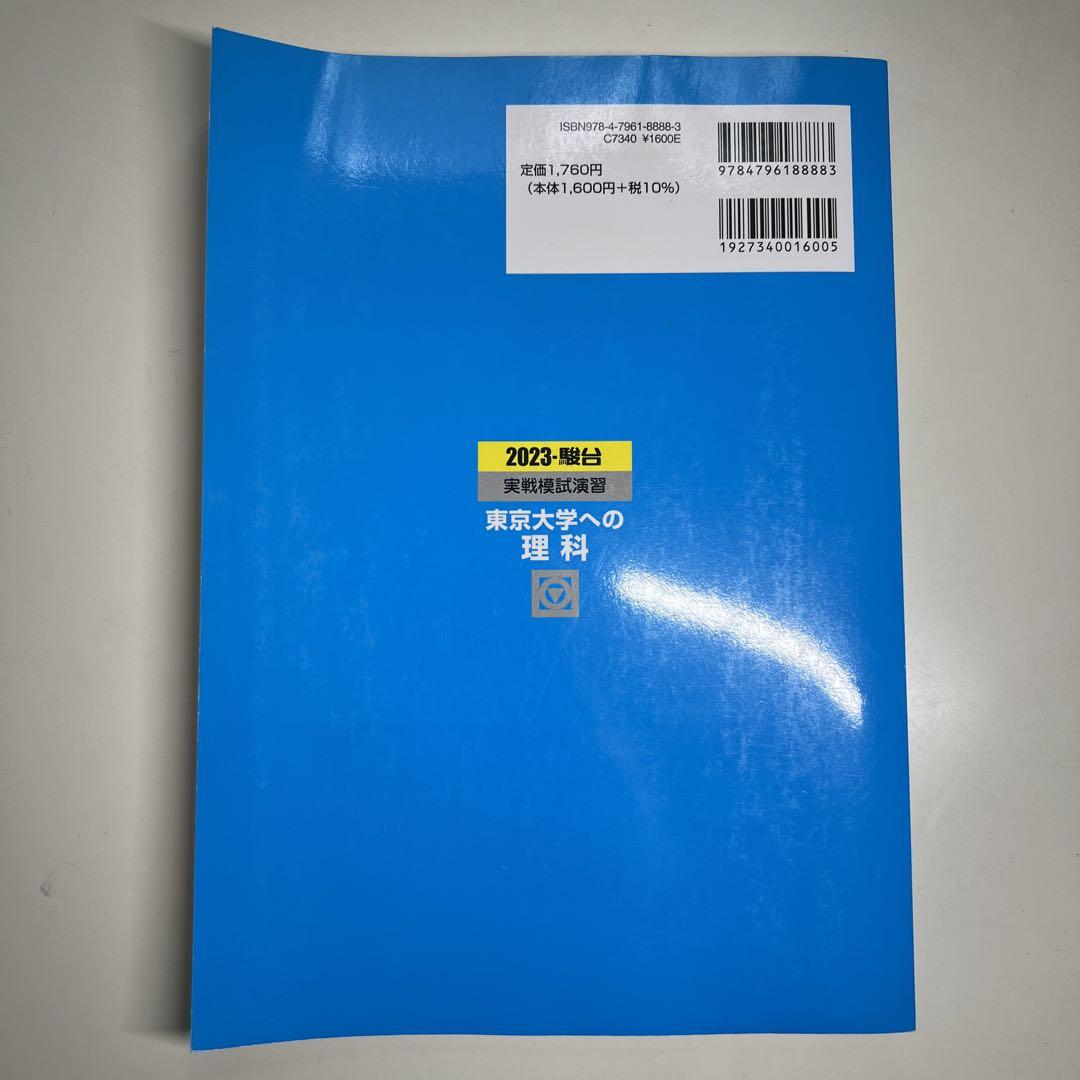 ISBN978-4-7961-8888-3
C7340 ¥1600E
定価1,760円
(本体1,600円+税10%)
9784796188883
1927340016005
2023-駿台
実戦模試演習
東京大学への
理科